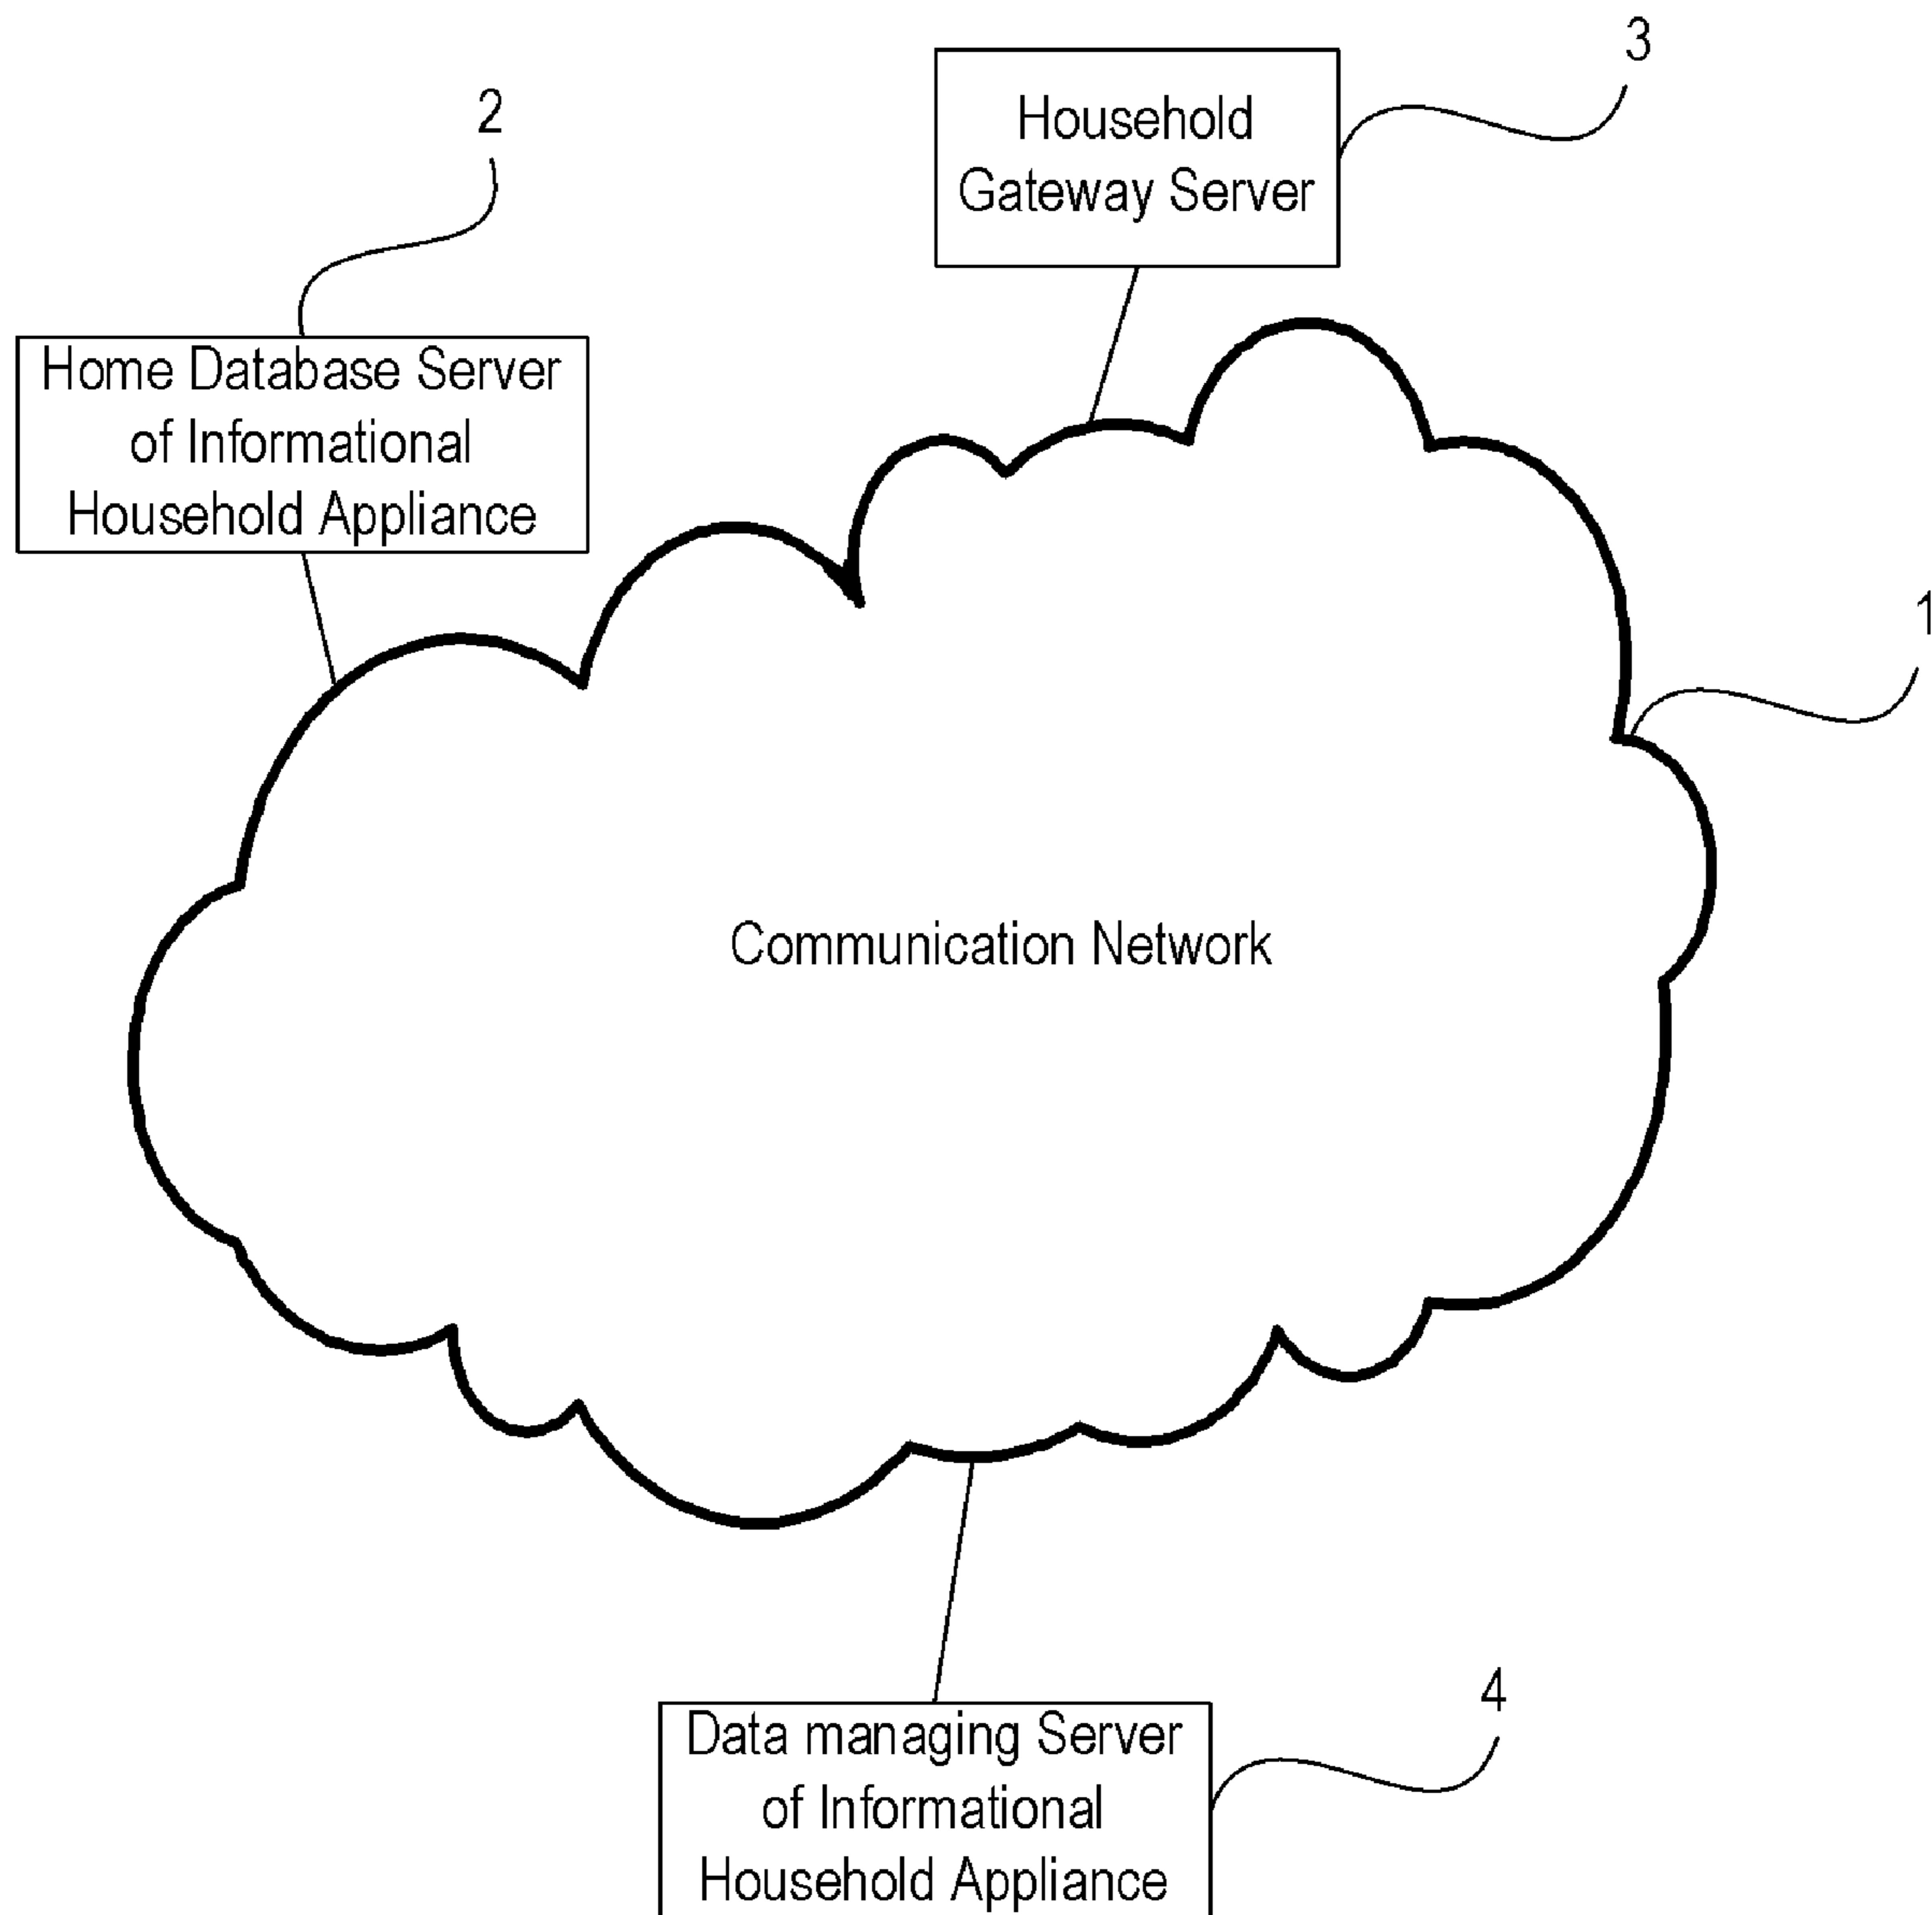 3
2
Household
Gateway Server
Home Database Server
of Informational
Household Appliance
1
Communication Network
4
Data managing Server
of Informational
Household Appliance